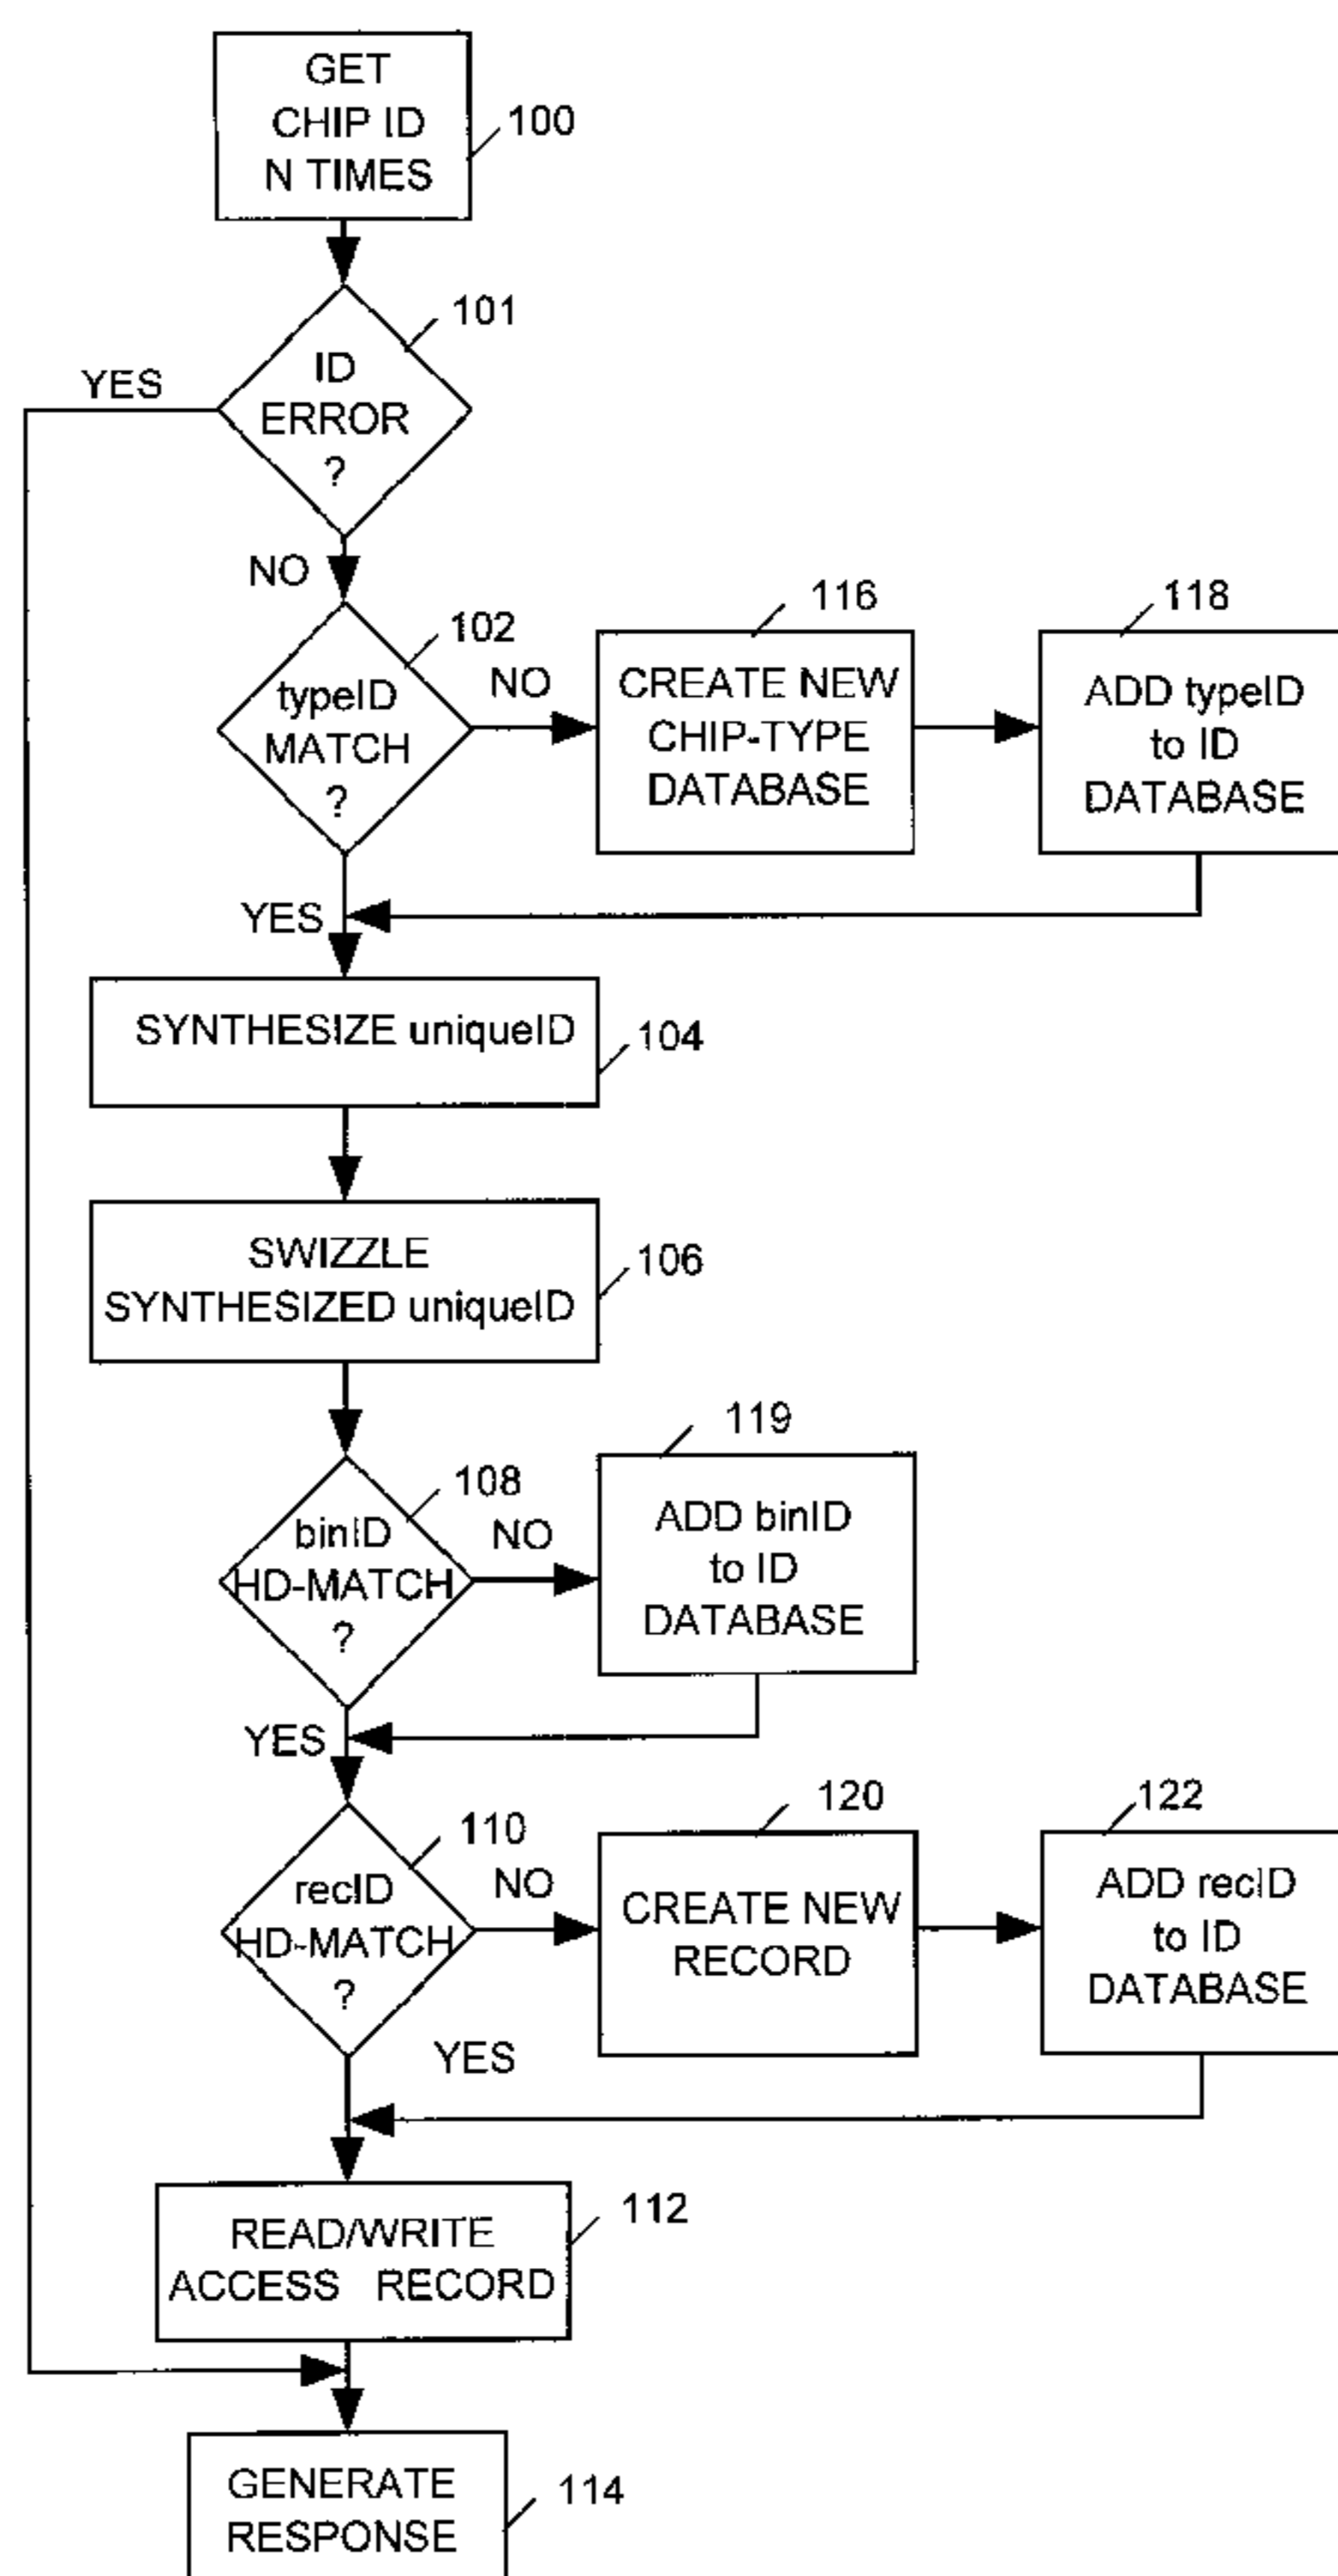 GET
CHIP ID
N TIMES
100
101
ID
ERROR
?
YES
NO
102
typeID
MATCH
?
NO
116
CREATE NEW
CHIP-TYPE
DATABASE
118
ADD typeID
to ID
DATABASE
YES
SYNTHESIZE uniqueID
104
SWIZZLE
SYNTHESIZED uniqueID
106
108
binID
HD-MATCH
?
NO
119
ADD binID
to ID
DATABASE
YES
110
recID
HD-MATCH
?
NO
120
CREATE NEW
RECORD
122
ADD recID
to ID
DATABASE
YES
READ/WRITE
ACCESS RECORD
112
GENERATE
RESPONSE
114